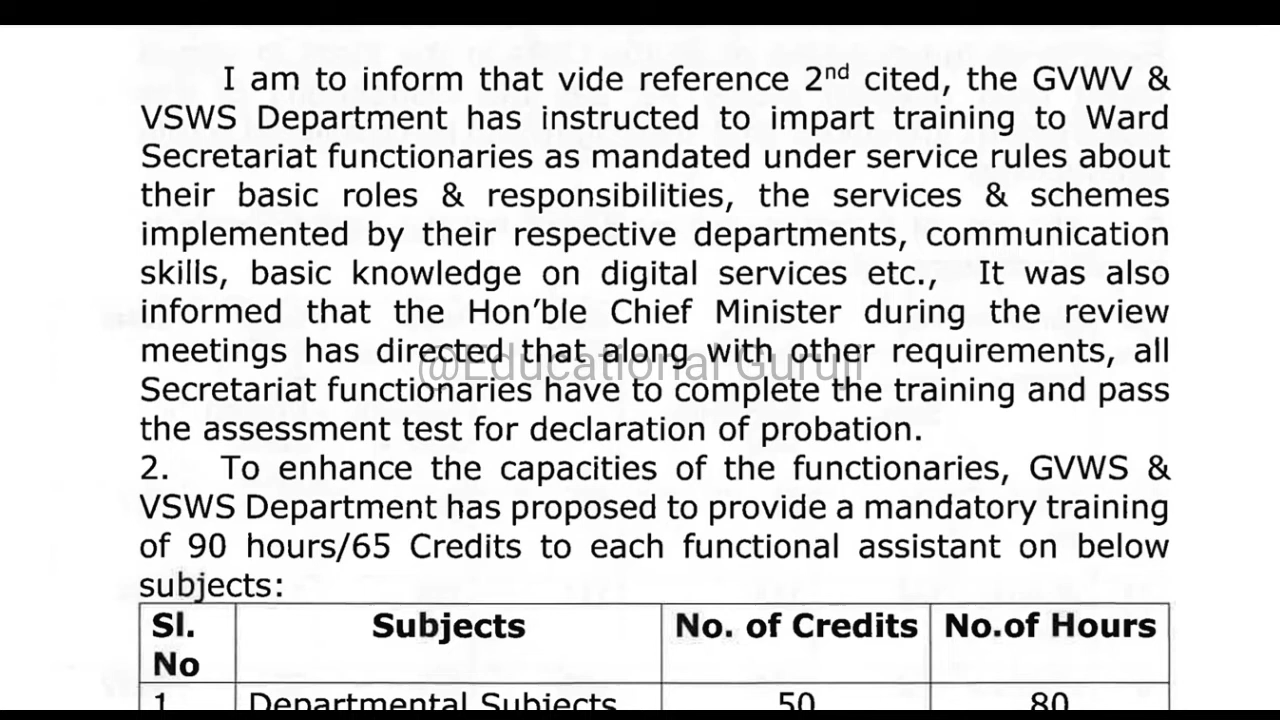 I am to inform that vide reference 2nd cited, the GVWV &
VSWS Department has instructed to impart training to Ward
Secretariat functionaries as mandated under service rules about
their basic roles & responsibilities, the services & schemes
implemented by their respective departments, communication
skills, basic knowledge on digital services etc., It was also
informed that the Hon'ble Chief Minister during the review
meetings has directed that along with other requirements, all
@Educational Guruji
Secretariat functionaries have to complete the training and pass
the assessment test for declaration of probation.
2. To enhance the capacities of the functionaries, GVWS &
VSWS Department has proposed to provide a mandatory training
of 90 hours/65 Credits to each functional assistant on below
subjects:
Sl. No Subjects No. of Credits No.of Hours
1 Departmental Subjects 50 80